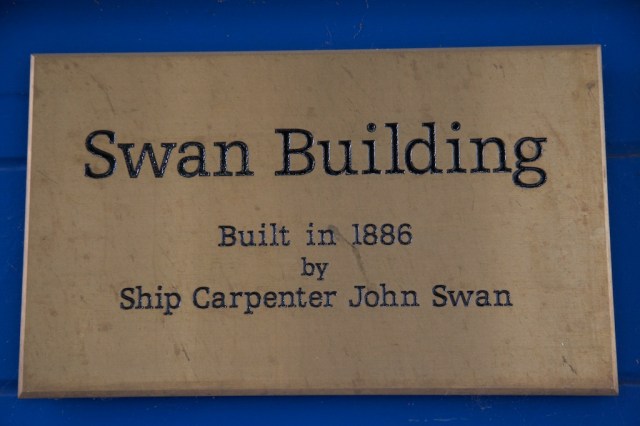 Swan Building
Built in 1886
by
Ship Carpenter John Swan